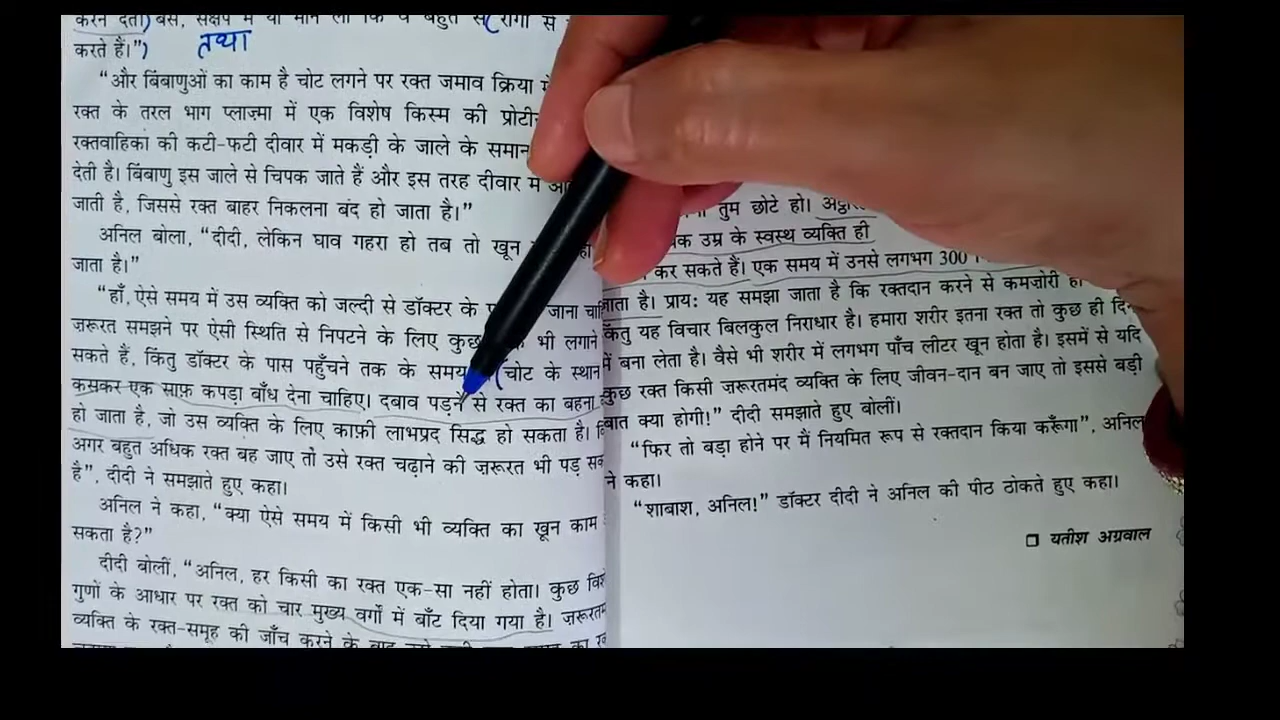 करते हैं।")
तथा
"और बिंबाणुओं का काम है चोट लगने पर रक्त जमाव क्रिया
रक्त के तरल भाग प्लाज़्मा में एक विशेष किस्म की
रक्तवाहिका की कटी-फटी दीवार में मकड़ी के जाले के समान
देती है। बिंबाणु इस जाले से चिपक जाते हैं और इस तरह दीवार में
जाती है, जिससे रक्त बाहर निकलना बंद हो जाता है।"
अनिल बोला, "दीदी, लेकिन घाव गहरा हो तब तो खून
जाता है।"
"हाँ, ऐसे समय में उस व्यक्ति को जल्दी से डॉक्टर के जाना
ज़रूरत समझने पर ऐसी स्थिति से निपटने के लिए कुछ भी लगाने
सकते हैं, किंतु डॉक्टर के पास पहुँचने तक के समय (चोट के स्थान
कसकर एक साफ़ कपड़ा बाँध देना चाहिए। दबाव पड़ने से रक्त का बहना
हो जाता है, जो उस व्यक्ति के लिए काफ़ी लाभप्रद सिद्ध हो सकता है।
अगर बहुत अधिक रक्त बह जाए तो उसे रक्त चढ़ाने की ज़रूरत भी पड़
है", दीदी ने समझाते हुए कहा।
अनिल ने कहा, "क्या ऐसे समय में किसी भी व्यक्ति का खून काम
सकता है?"
दीदी बोलीं, "अनिल, हर किसी का रक्त एक-सा नहीं होता। कुछ
गुणों के आधार पर रक्त को चार मुख्य वर्गों में बाँट दिया गया है।
व्यक्ति के रक्त-समूह की जाँच करने के बाद
तुम छोटे हो।
उम्र के स्वस्थ व्यक्ति ही
कर सकते हैं। एक समय में उनसे लगभग 300
जाता है। प्राय: यह समझा जाता है कि रक्तदान करने से कमज़ोरी हो
किंतु यह विचार बिलकुल निराधार है। हमारा शरीर इतना रक्त तो कुछ ही
में बना लेता है। वैसे भी शरीर में लगभग पाँच लीटर खून होता है। इसमें से यदि
कुछ रक्त किसी ज़रूरतमंद व्यक्ति के लिए जीवन-दान बन जाए तो इससे बड़ी
बात क्या होगी!" दीदी समझाते हुए बोलीं।
"फिर तो बड़ा होने पर मैं नियमित रूप से रक्तदान किया करूँगा", अनिल
ने कहा।
"शाबाश, अनिल!" डॉक्टर दीदी ने अनिल की पीठ ठोकते हुए कहा।
❑ यतीश अग्रवाल